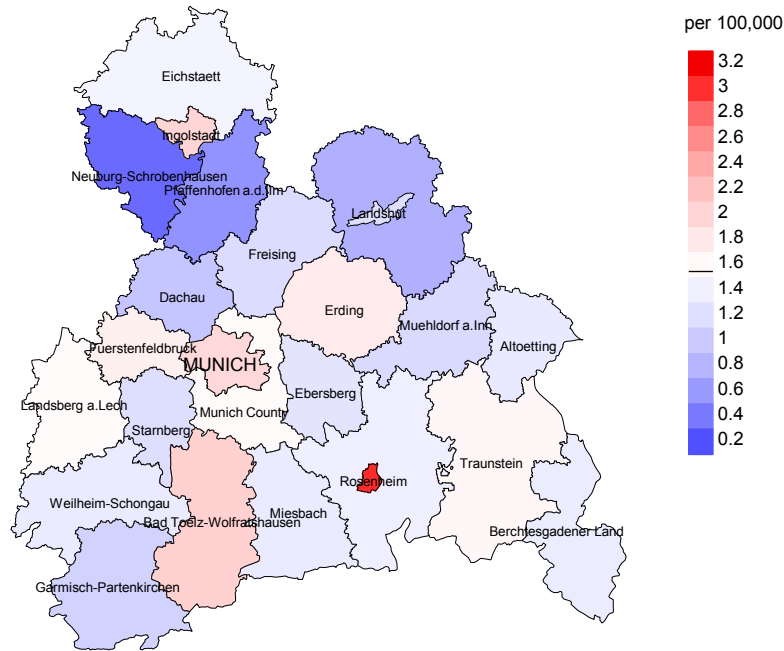 per 100,000
3.2
3
2.8
2.6
2.4
2.2
2
1.8
1.6
1.4
1.2
1
0.8
0.6
0.4
0.2
Eichstaett
Ingolstadt
Neuburg-Schrobenhausen
Pfaffenhofen a.d.Ilm
Landshut
Freising
Dachau
Erding
Muehldorf a.Inn
Altoetting
Fuerstenfeldbruck
MUNICH
Ebersberg
Landsberg a.Lech
Munich County
Starnberg
Traunstein
Rosenheim
Weilheim-Schongau
Miesbach
Bad Toelz-Wolfratshausen
Berchtesgadener Land
Garmisch-Partenkirchen